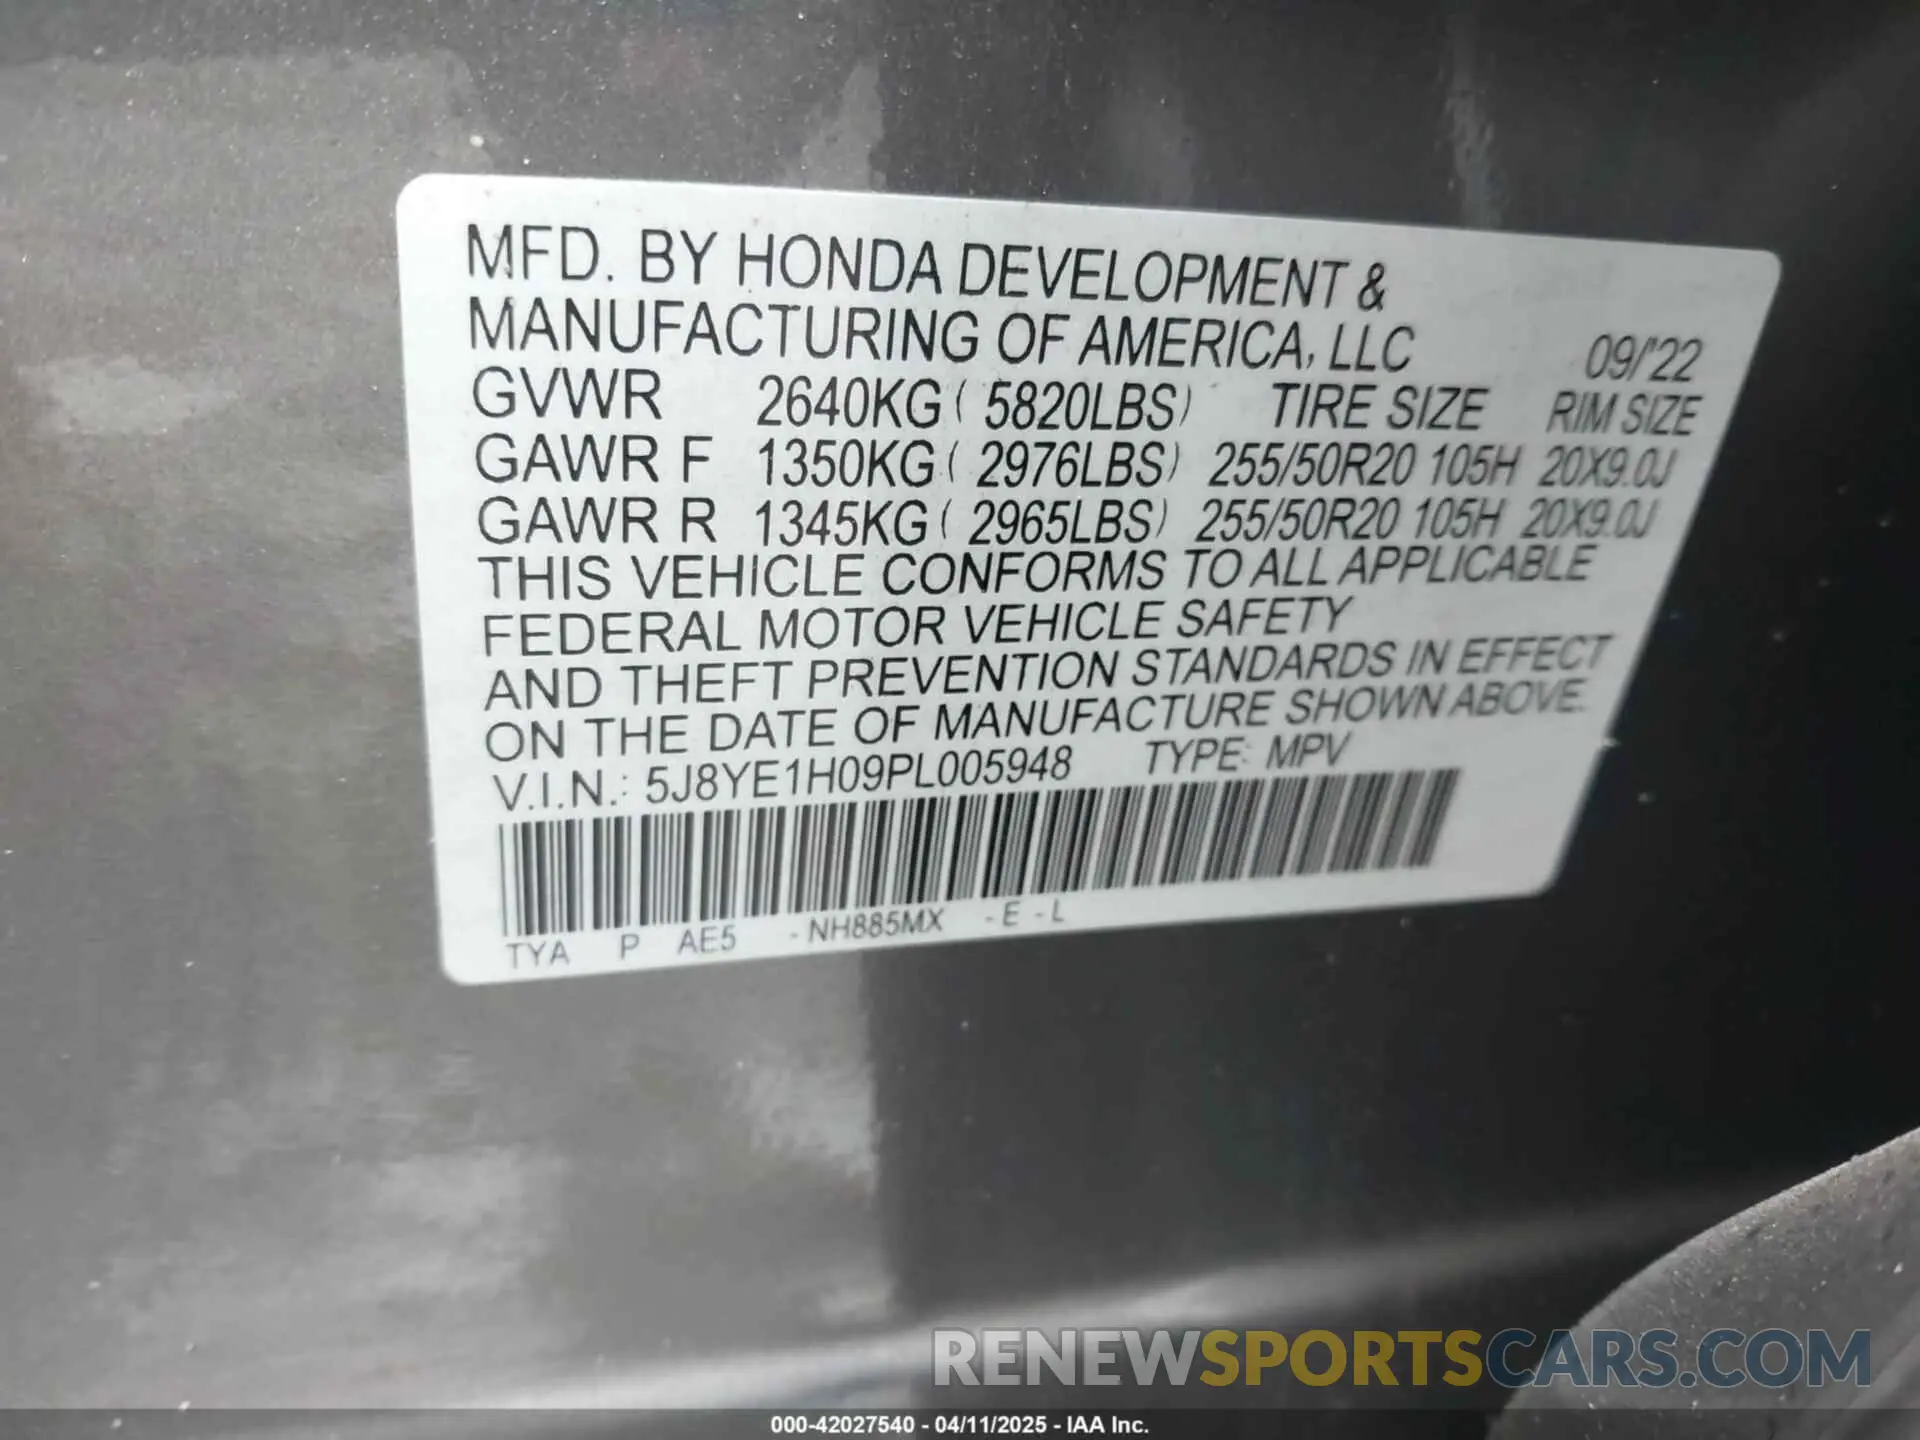 MFD. BY HONDA DEVELOPMENT &
MANUFACTURING OF AMERICA, LLC 09/'22
GVWR 2640KG ( 5820LBS) TIRE SIZE RIM SIZE
GAWR F 1350KG ( 2976LBS) 255/50R20 105H 20X9.0J
GAWR R 1345KG ( 2965LBS) 255/50R20 105H 20X9.0J
THIS VEHICLE CONFORMS TO ALL APPLICABLE
FEDERAL MOTOR VEHICLE SAFETY
AND THEFT PREVENTION STANDARDS IN EFFECT
ON THE DATE OF MANUFACTURE SHOWN ABOVE.
V.I.N.: 5J8YE1H09PL005948 TYPE: MPV
TYA P AE5 - NH885MX - E - L
RENEWSPORTSCARS.COM
000-42027540 - 04/11/2025 - IAA Inc.